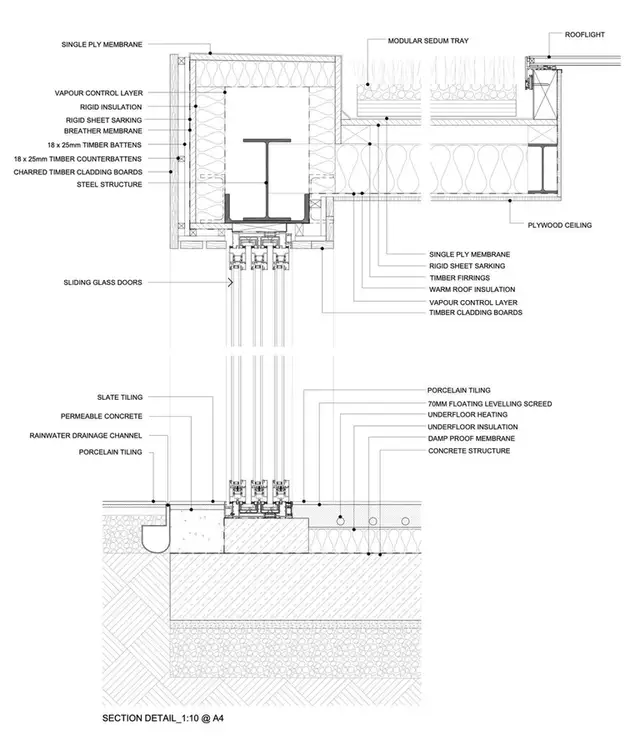 ROOFLIGHT
MODULAR SEDUM TRAY
SINGLE PLY MEMBRANE
VAPOUR CONTROL LAYER
RIGID INSULATION
RIGID SHEET SARKING
BREATHER MEMBRANE
18 x 25mm TIMBER BATTENS
18 x 25mm TIMBER COUNTERBATTENS
CHARRED TIMBER CLADDING BOARDS
STEEL STRUCTURE
PLYWOOD CEILING
SINGLE PLY MEMBRANE
RIGID SHEET SARKING
TIMBER FIRRINGS
WARM ROOF INSULATION
VAPOUR CONTROL LAYER
TIMBER CLADDING BOARDS
SLIDING GLASS DOORS
SLATE TILING
PERMEABLE CONCRETE
RAINWATER DRAINAGE CHANNEL
PORCELAIN TILING
PORCELAIN TILING
70MM FLOATING LEVELLING SCREED
UNDERFLOOR HEATING
UNDERFLOOR INSULATION
DAMP PROOF MEMBRANE
CONCRETE STRUCTURE
SECTION DETAIL_1:10 @ A4